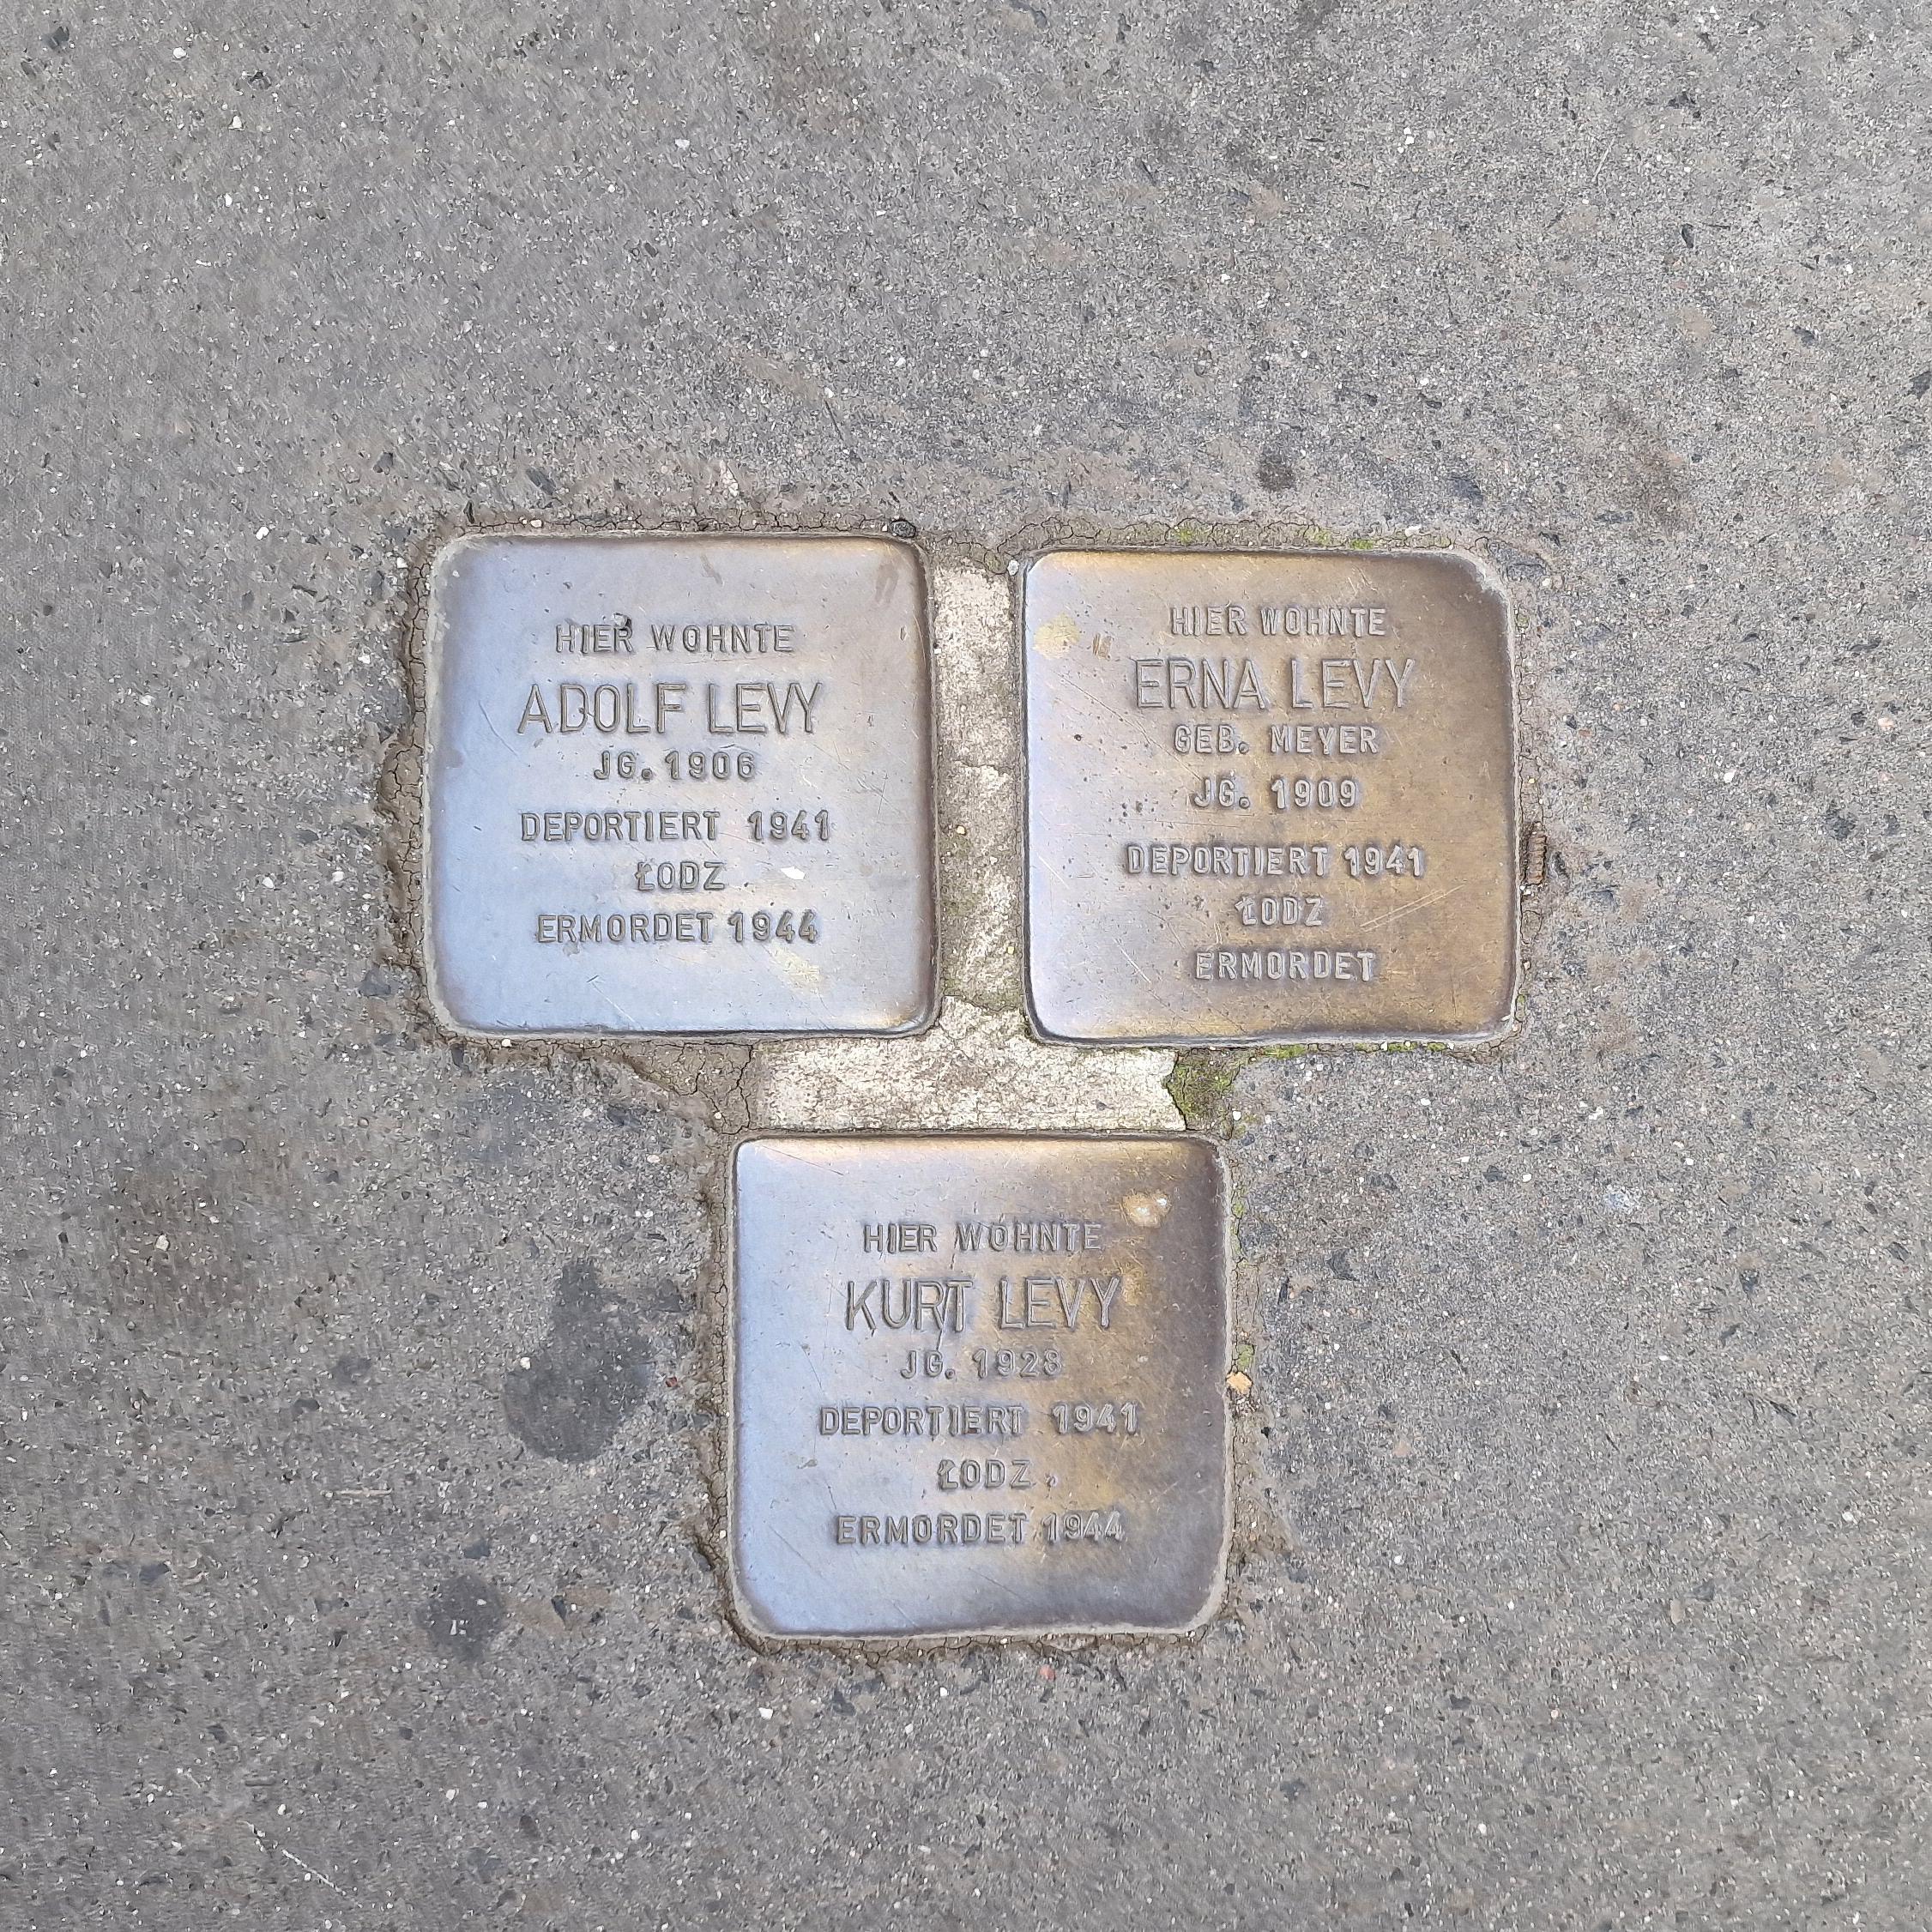 HIER WOHNTE
ADOLF LEVY
JG. 1906
DEPORTIERT 1941
ŁODZ
ERMORDET 1944
HIER WOHNTE
ERNA LEVY
GEB. MEYER
JG. 1909
DEPORTIERT 1941
ŁODZ
ERMORDET
HIER WOHNTE
KURT LEVY
JG. 1928
DEPORTIERT 1941
ŁODZ
ERMORDET 1944